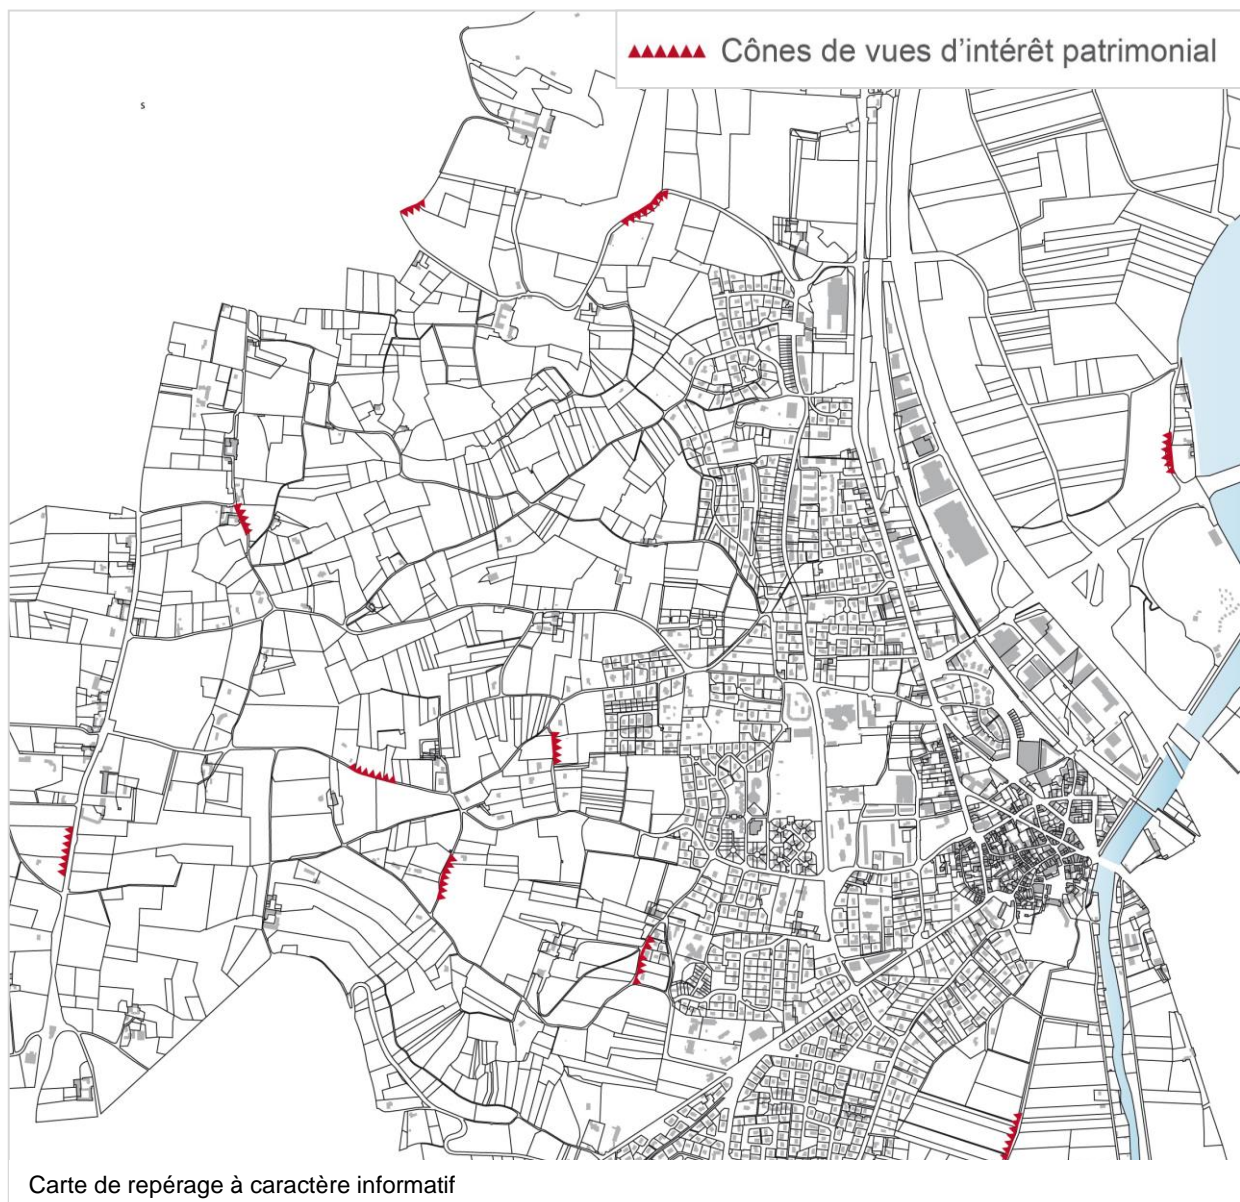 Cônes de vues d'intérêt patrimonial
s
Carte de repérage à caractère informatif